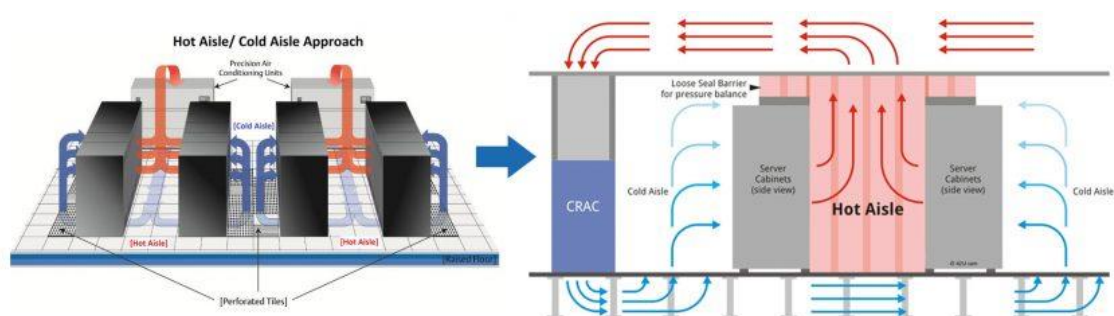 Hot Aisle/ Cold Aisle Approach
Precision Air
Conditioning Units
[Cold Aisle]
[Hot Aisle]
[Hot Aisle]
[Raised Floor]
[Perforated Tiles]
Loose Seal Barrier
for pressure balance
Server
Cabinets
(side view)
Server
Cabinets
(side view)
Cold Aisle
Cold Aisle
CRAC
Hot Aisle